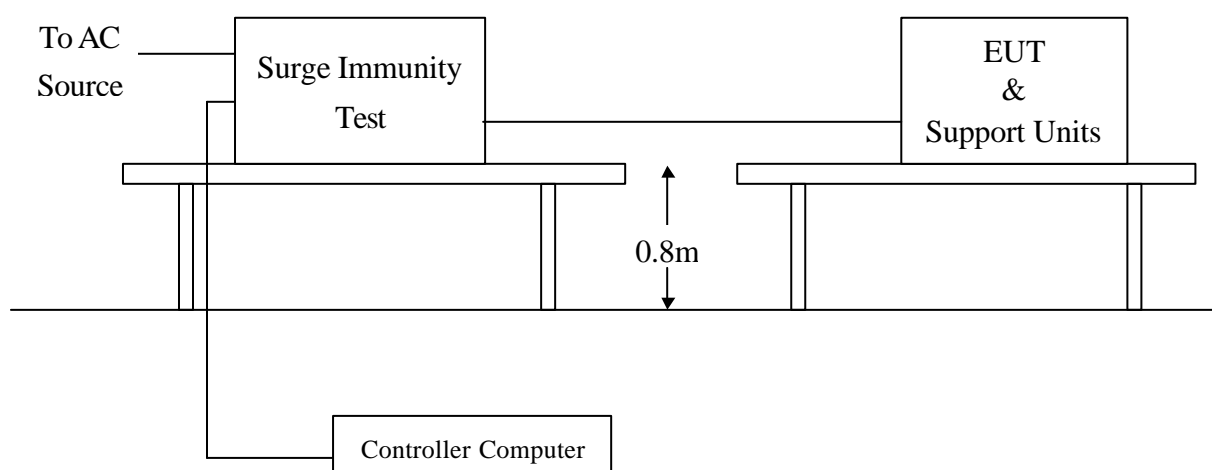 To AC
Source
Surge Immunity
Test
EUT
&
Support Units
0.8m
Controller Computer